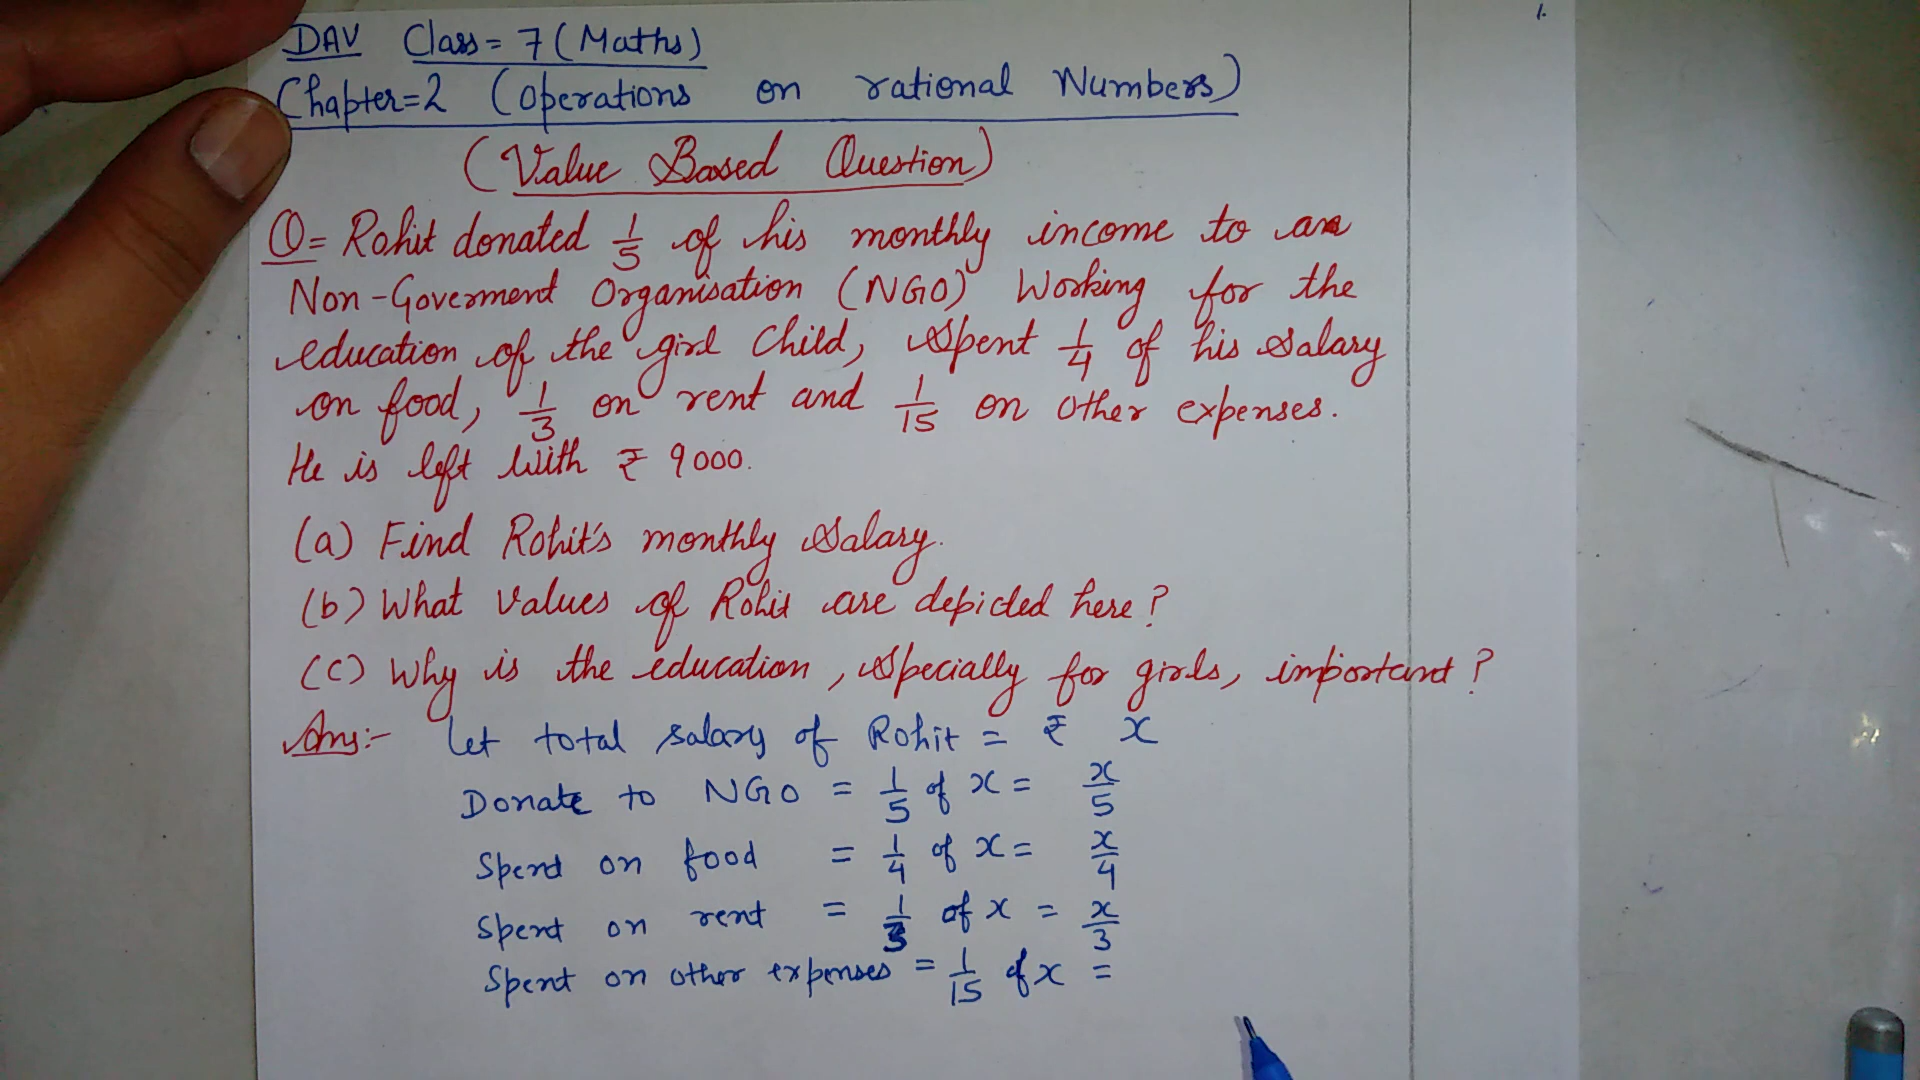 DAV Class = 7 (Maths)
Chapter = 2 (Operations on rational Numbers)
(Value Based Question)
Q = Rohit donated 1/5 of his monthly income to an
Non-Goverment Organisation (NGO) Working for the
education of the girl child, Spent 1/4 of his Salary
on food, 1/3 on rent and 1/15 on other expenses.
He is left with ₹ 9000.
(a) Find Rohit's monthly Salary.
(b) What values of Rohit are depicted here?
(c) Why is the education, specially for girls, important?
Ans:- Let total salary of Rohit = ₹ x
Donate to NGO = 1/5 of x = x/5
Spend on food = 1/4 of x = x/4
Spent on rent = 1/3 of x = x/3
Spent on other expenses = 1/15 of x =